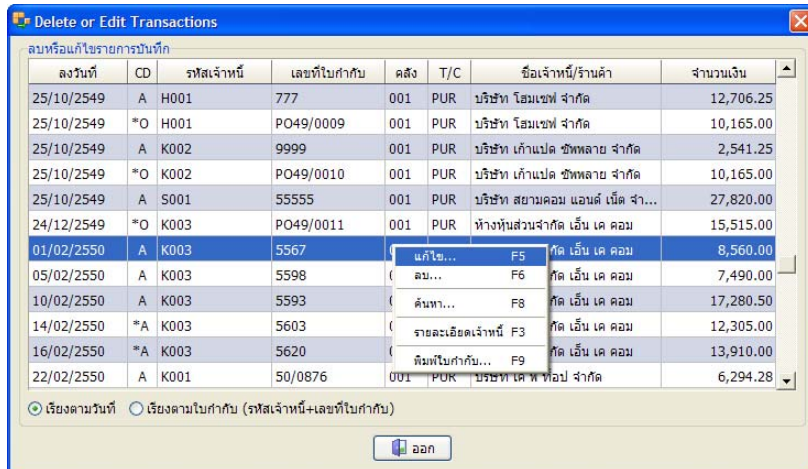 Delete or Edit Transactions
ลบหรือแก้ไขรายการบันทึก
ลงวันที่ CD รหัสเจ้าหนี้ เลขที่ใบกำกับ คลัง T/C ชื่อเจ้าหนี้/ร้านค้า จำนวนเงิน
25/10/2549 A H001 777 001 PUR บริษัท โฮมเชฟ จำกัด 12,706.25
25/10/2549 *O H001 PO49/0009 001 PUR บริษัท โฮมเชฟ จำกัด 10,165.00
25/10/2549 A K002 9999 001 PUR บริษัท เก้าแปด ซัพพลาย จำกัด 2,541.25
25/10/2549 *O K002 PO49/0010 001 PUR บริษัท เก้าแปด ซัพพลาย จำกัด 10,165.00
25/10/2549 A S001 55555 001 PUR บริษัท สยามคอม แอนด์ เน็ต จำ... 27,820.00
24/12/2549 *O K003 PO49/0011 001 PUR ห้างหุ้นส่วนจำกัด เอ็น เค คอม 15,515.00
01/02/2550 A K003 5567 แก้ไข... F5 กัด เอ็น เค คอม 8,560.00
05/02/2550 A K003 5598 ลบ... F6 กัด เอ็น เค คอม 7,490.00
10/02/2550 A K003 5593 ค้นหา... F8 กัด เอ็น เค คอม 17,280.50
14/02/2550 *A K003 5603 รายละเอียดเจ้าหนี้ F3 กัด เอ็น เค คอม 12,305.00
16/02/2550 *A K003 5620 พิมพ์ใบกำกับ... F9 กัด เอ็น เค คอม 13,910.00
22/02/2550 A K001 50/0876 001 PUR บริษัท เค พี ท็อป จำกัด 6,294.28
เรียงตามวันที่ เรียงตามใบกำกับ (รหัสเจ้าหนี้+เลขที่ใบกำกับ)
ออก